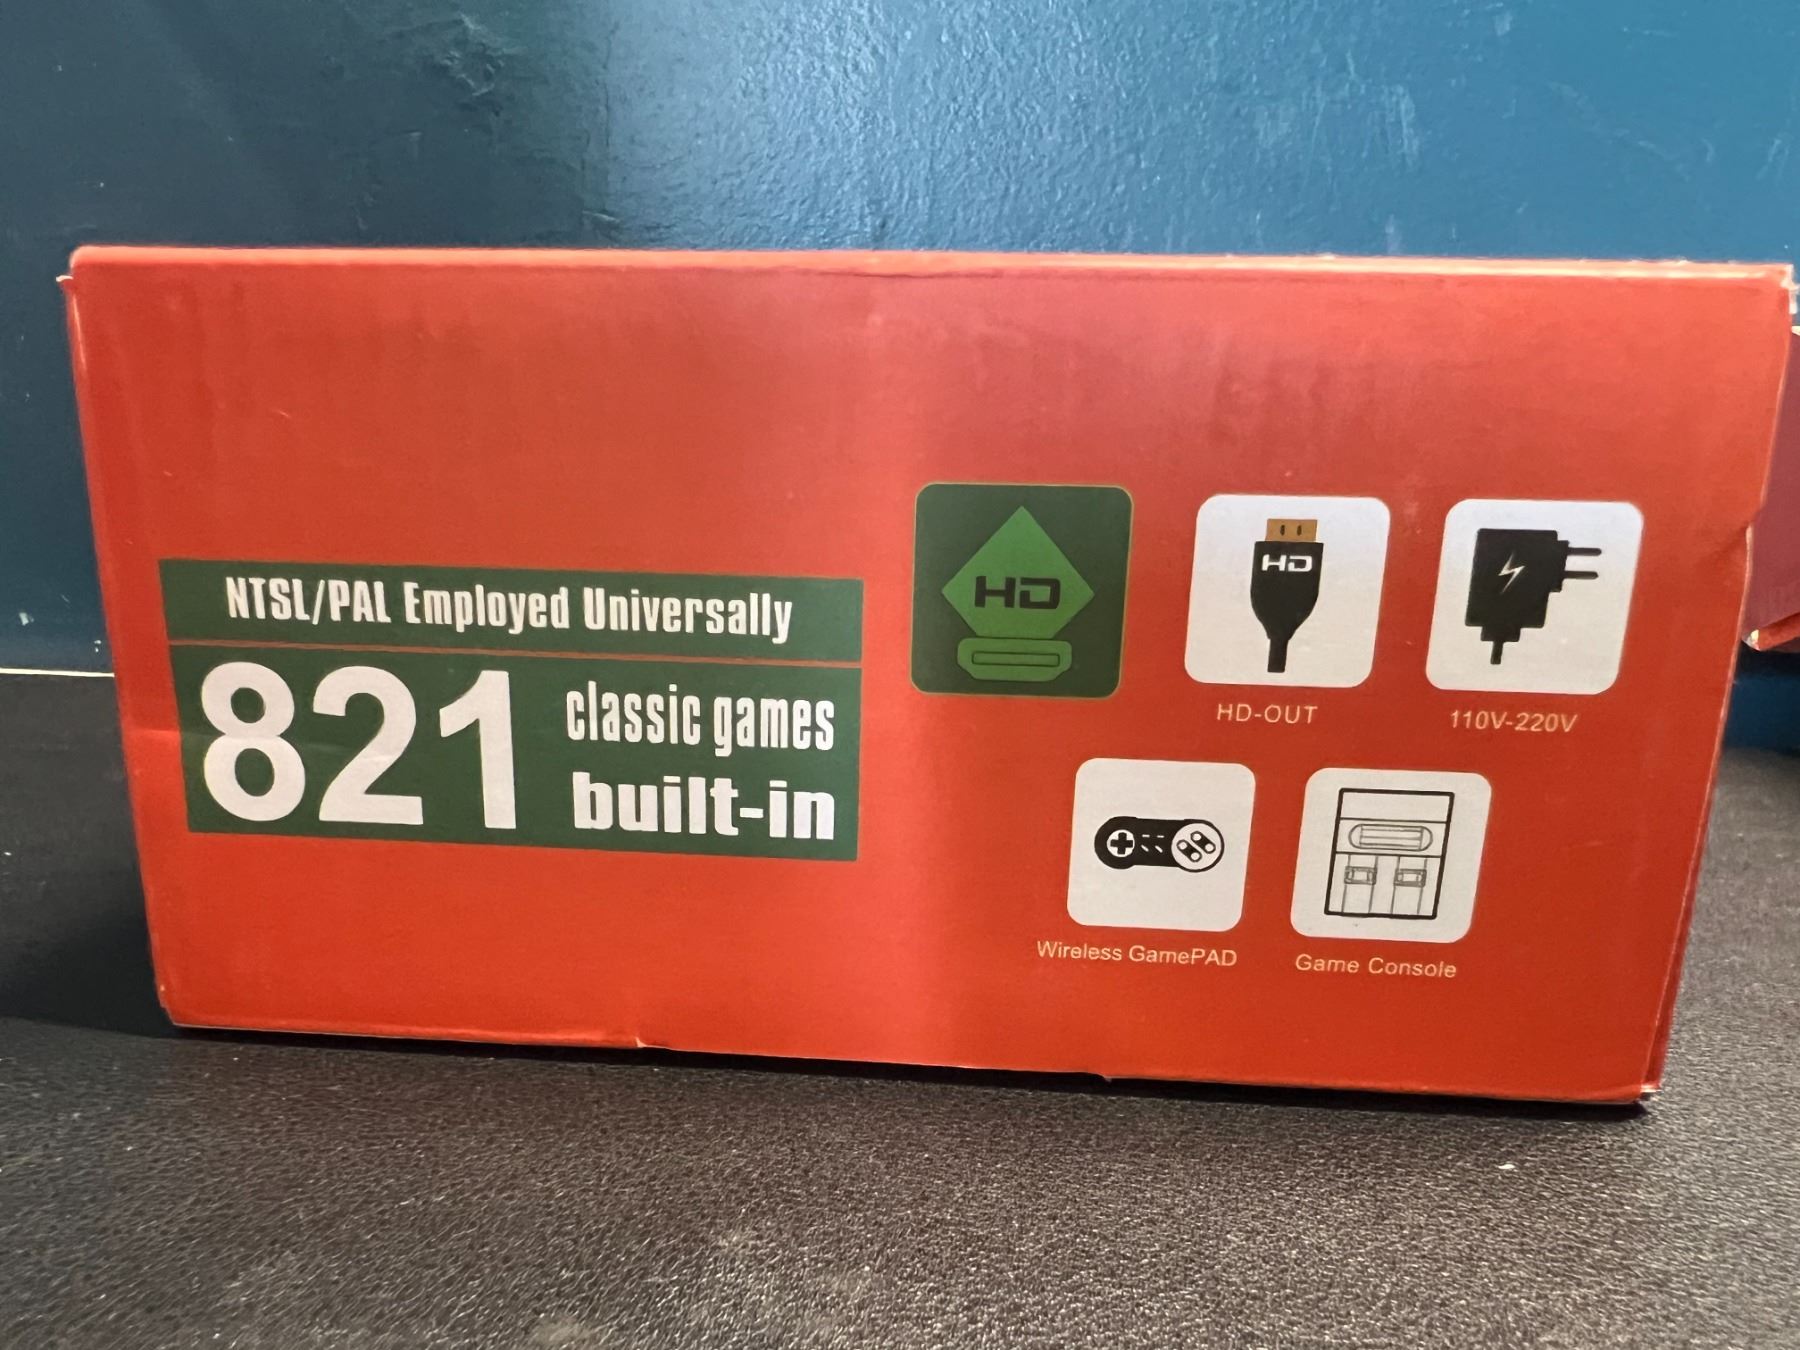 NTSL/PAL Employed Universally
821 classic games
built-in
HD
HD
HD-OUT
110V-220V
Wireless GamePAD
Game Console